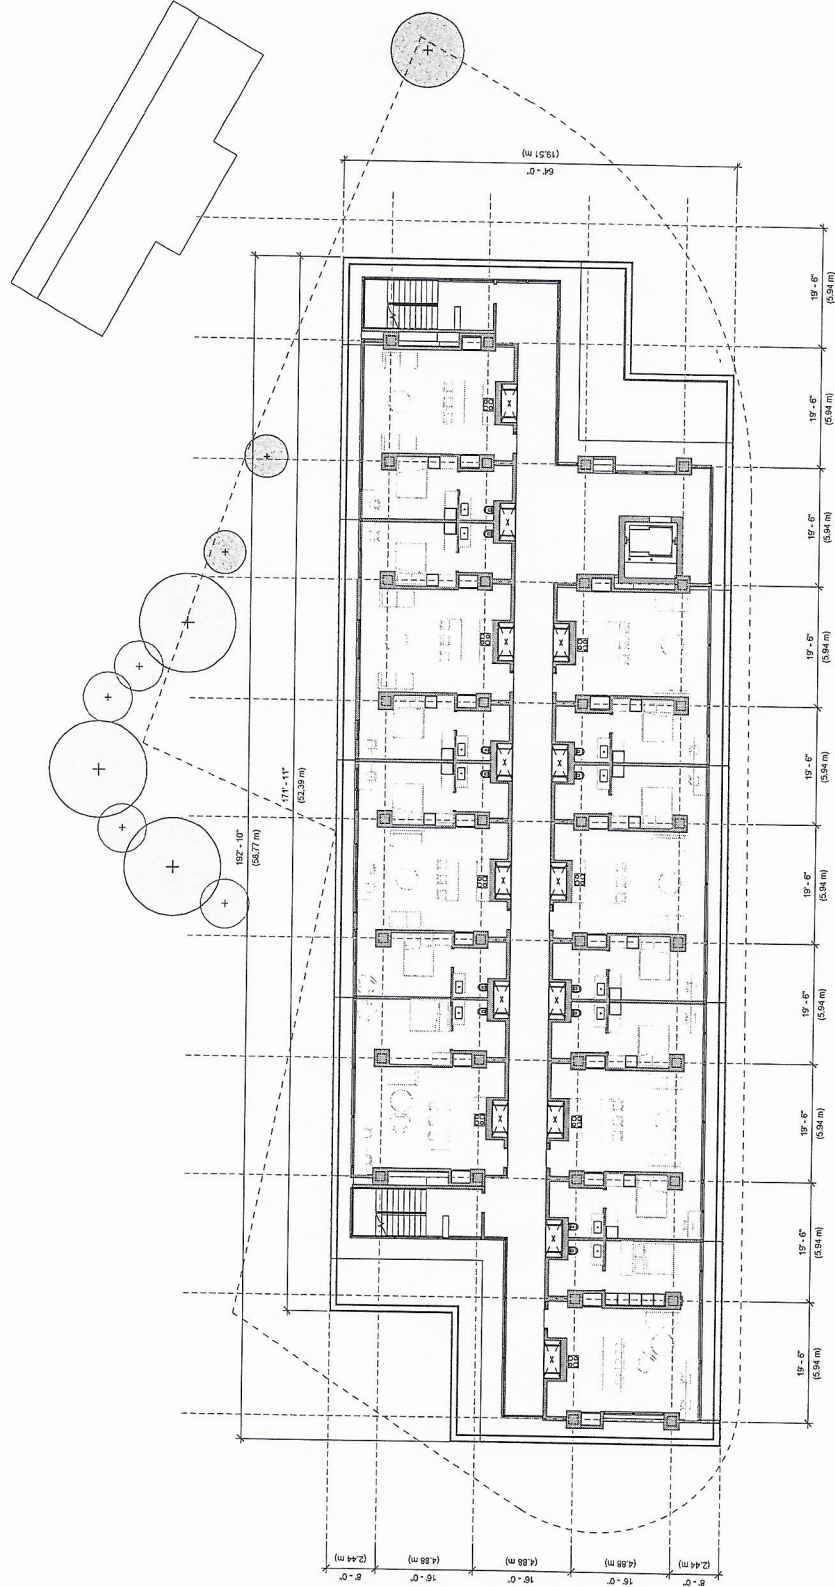 64' - 0"
(19.51 m)
192' - 10"
(58.77 m)
171' - 11"
(52.39 m)
19' - 6"
(5.94 m)
19' - 6"
(5.94 m)
19' - 6"
(5.94 m)
19' - 6"
(5.94 m)
19' - 6"
(5.94 m)
19' - 6"
(5.94 m)
19' - 6"
(5.94 m)
19' - 6"
(5.94 m)
19' - 6"
(5.94 m)
19' - 6"
(5.94 m)
8' - 0"
(2.44 m)
16' - 0"
(4.88 m)
16' - 0"
(4.88 m)
16' - 0"
(4.88 m)
8' - 0"
(2.44 m)